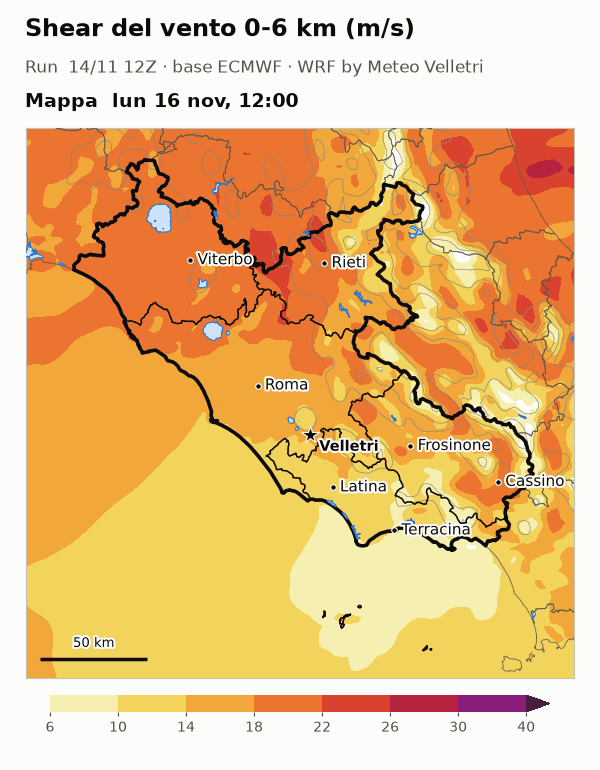 Shear del vento 0-6 km (m/s)
Run  14/11 12Z · base ECMWF · WRF by Meteo Velletri
Mappa  lun 16 nov, 12:00
Viterbo
Rieti
Roma
Velletri
Frosinone
Latina
Cassino
Terracina
50 km
6 10 14 18 22 26 30 40